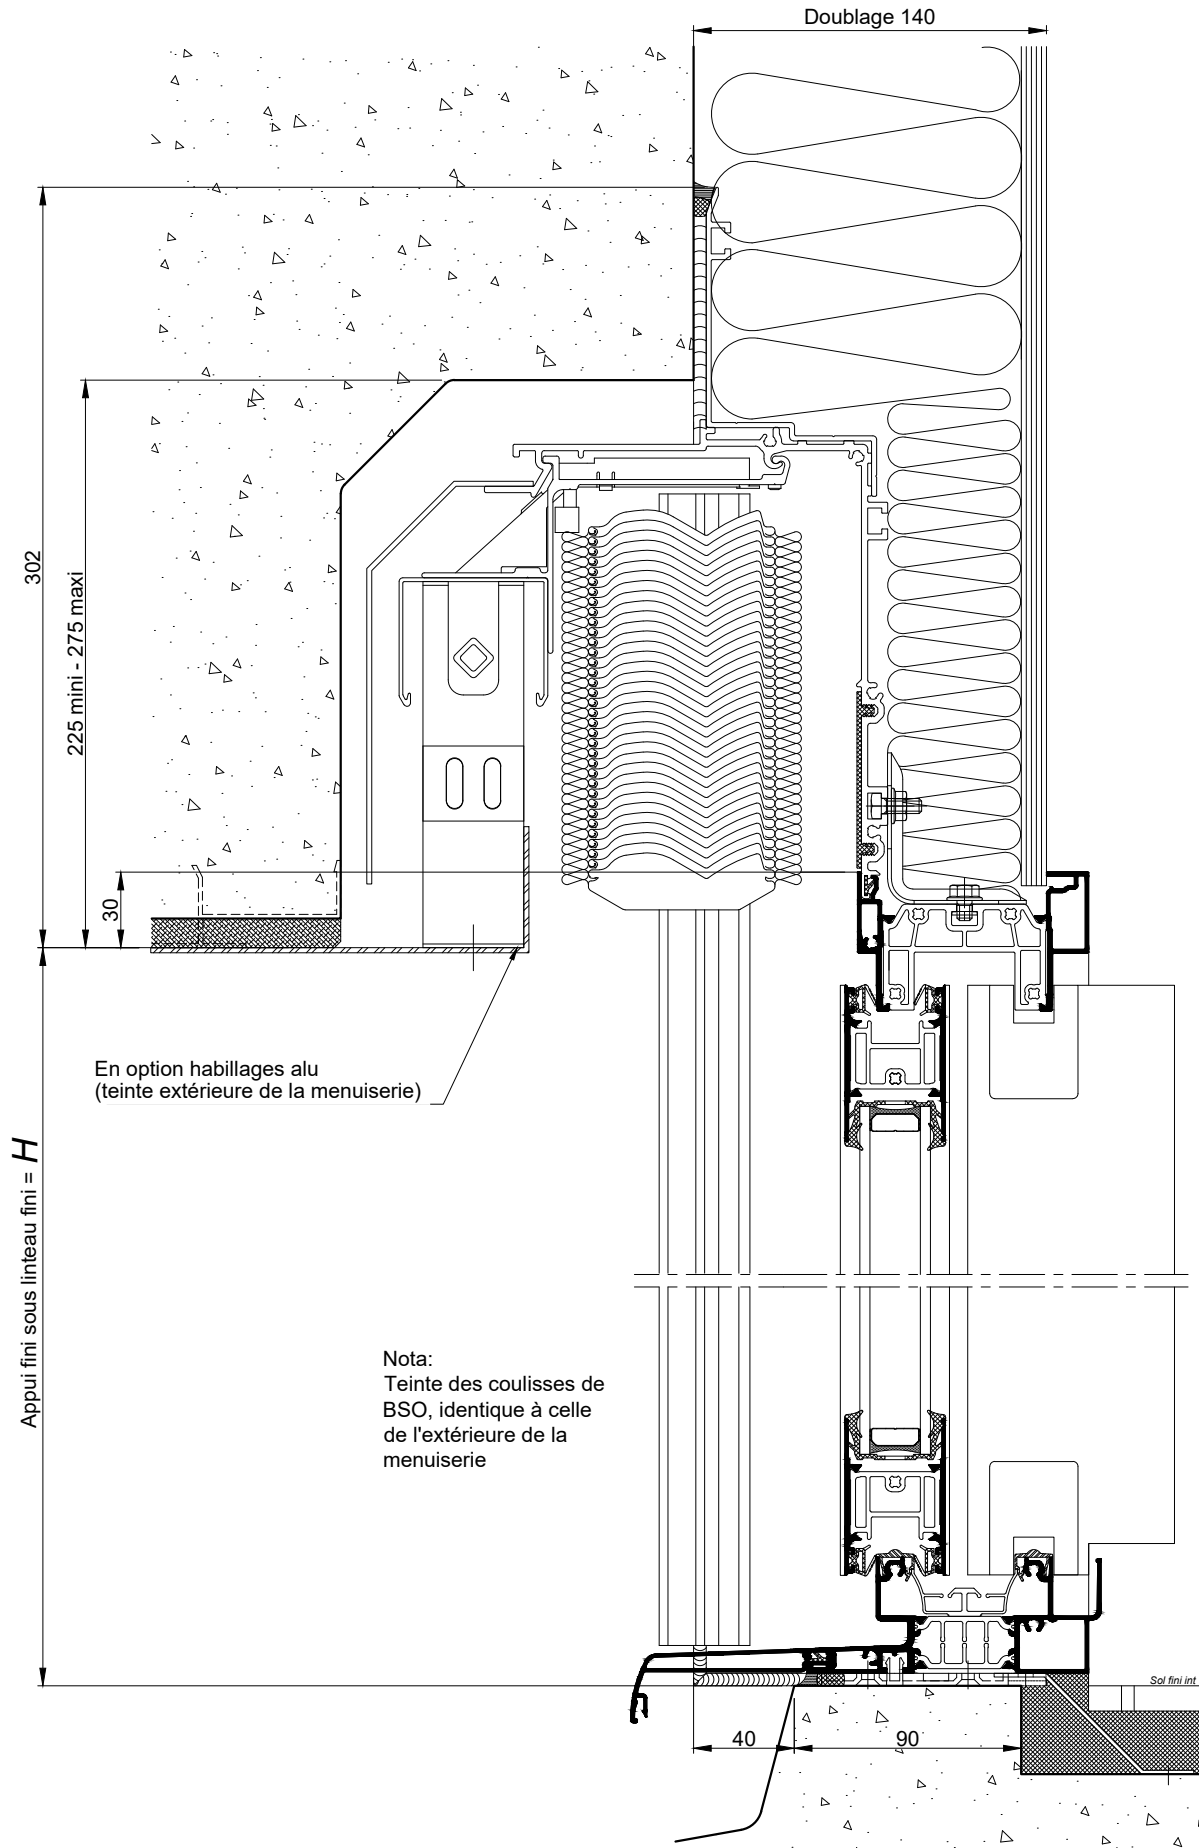 Doublage 140
302
225 mini - 275 maxi
30
En option habillages alu
(teinte extérieure de la menuiserie)
Appui fini sous linteau fini = H
Nota:
Teinte des coulisses de
BSO, identique à celle
de l'extérieure de la
menuiserie
Sol fini int
40
90